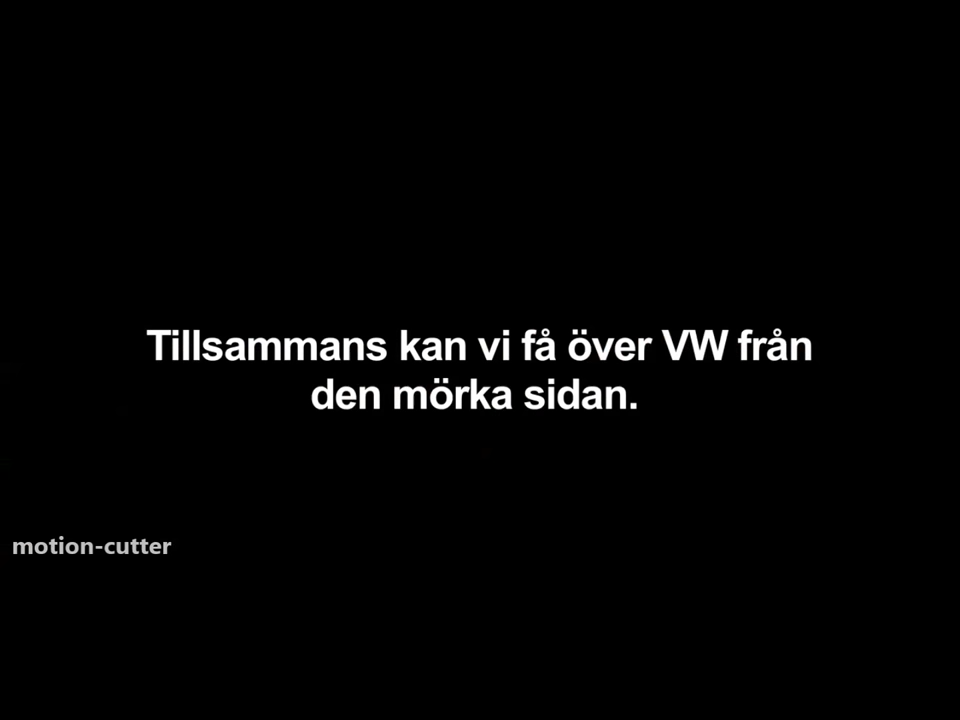 Tillsammans kan vi få över VW från
den mörka sidan.
motion-cutter